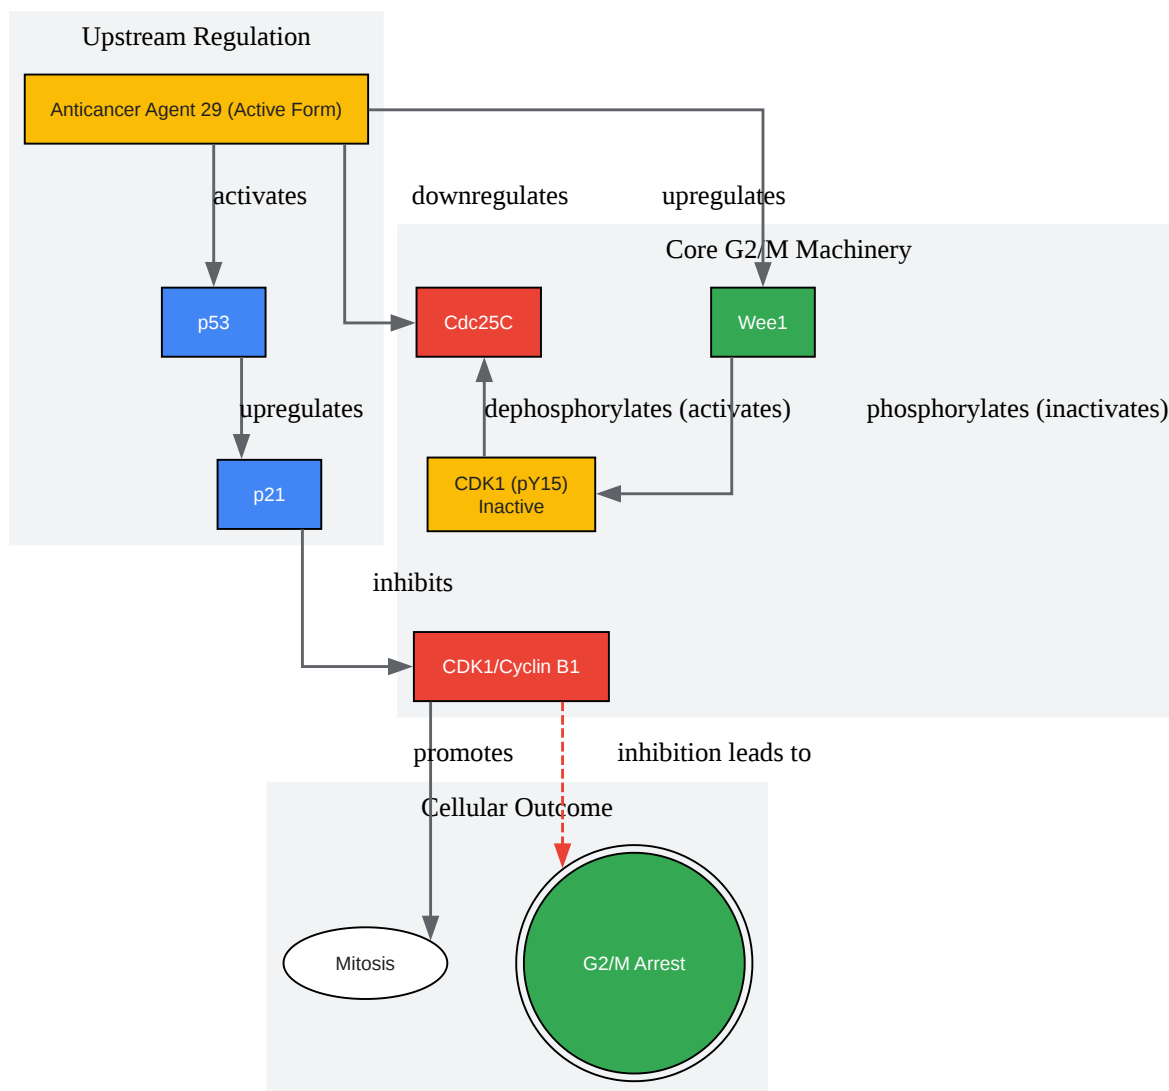 Upstream Regulation
Anticancer Agent 29 (Active Form)
activates
downregulates
upregulates
Core G2/M Machinery
p53
Cdc25C
Wee1
upregulates
dephosphorylates (activates)
phosphorylates (inactivates)
p21
CDK1 (pY15)
Inactive
inhibits
CDK1/Cyclin B1
promotes
inhibition leads to
Cellular Outcome
Mitosis
G2/M Arrest